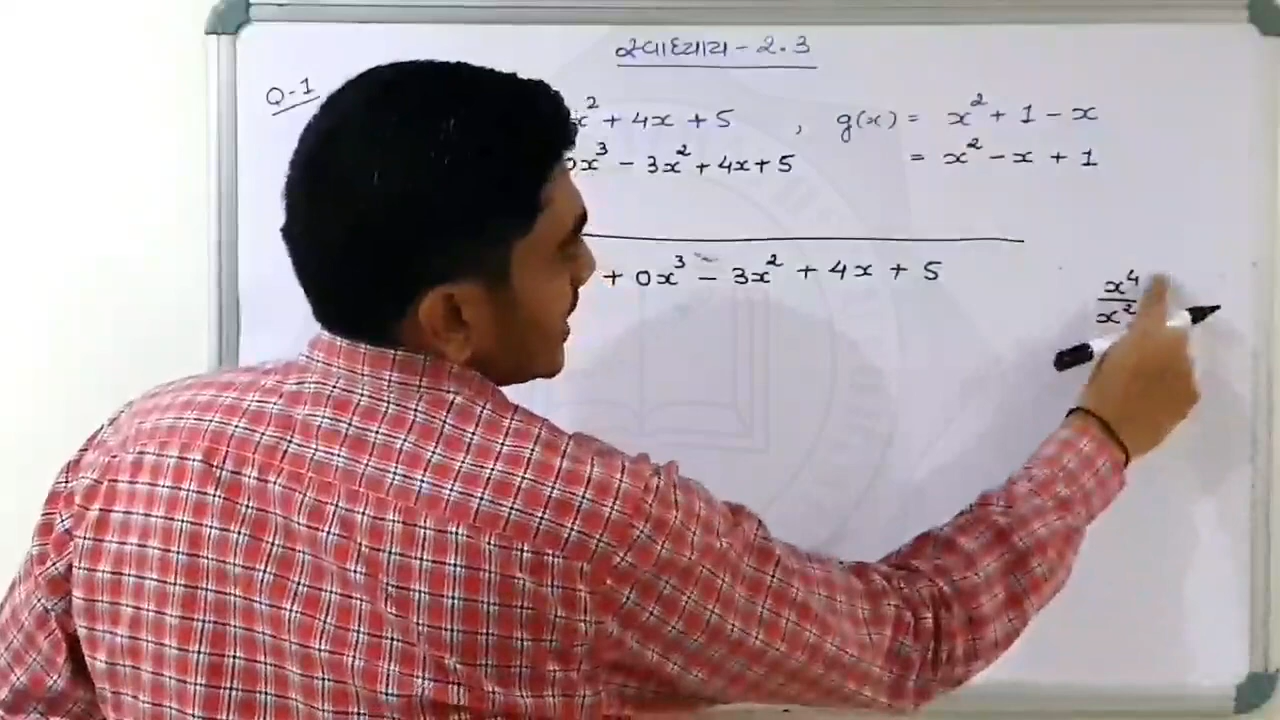 સ્વાધ્યાય - 2.3
Q-1
x² + 4x + 5 , g(x) = x² + 1 - x
0x³ - 3x² + 4x + 5 = x² - x + 1
+ 0x³ - 3x² + 4x + 5
x⁴
x²